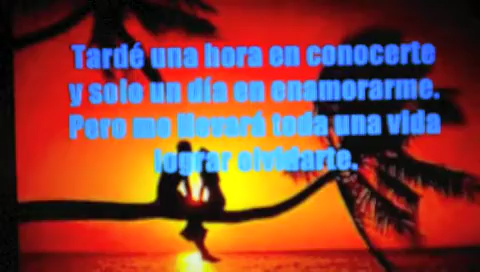 Tardé una hora en conocerte
y solo un día en enamorarme.
Pero me llevará toda una vida
lograr olvidarte.